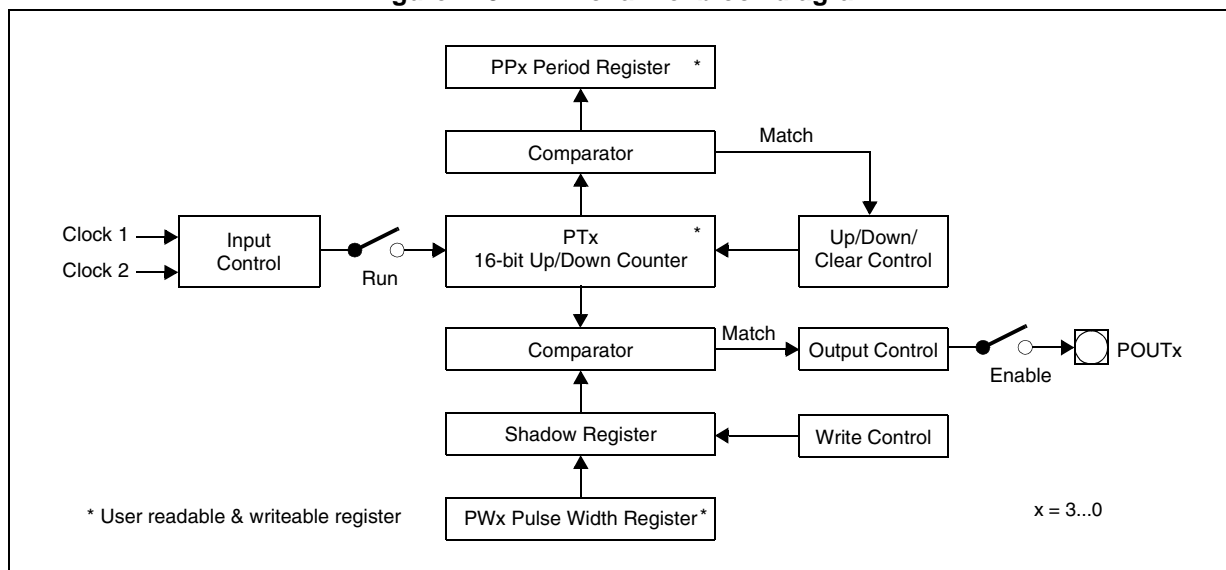 PPx Period Register *
Comparator
Match
Clock 1
Clock 2
Input
Control
Run
PTx *
16-bit Up/Down Counter
Up/Down/
Clear Control
Comparator
Match
Output Control
Enable
POUTx
Shadow Register
Write Control
PWx Pulse Width Register*
* User readable & writeable register
x = 3...0